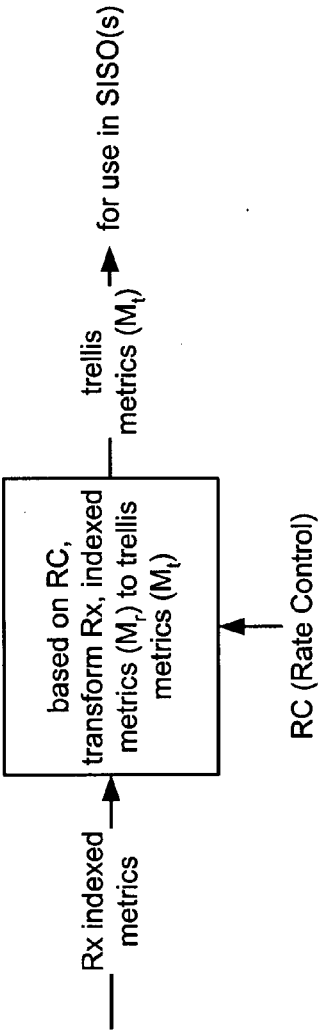 Rx indexed
metrics
based on RC,
transform Rx, indexed
metrics (Mr) to trellis
metrics (Mt)
trellis
metrics (Mt)
for use in SISO(s)
RC (Rate Control)